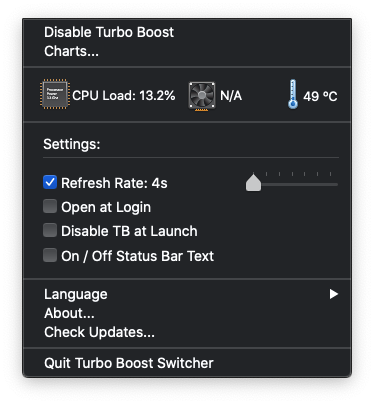 Disable Turbo Boost
Charts...
CPU Load: 13.2% N/A 49 ºC
Settings:
Refresh Rate: 4s
Open at Login
Disable TB at Launch
On / Off Status Bar Text
Language
About...
Check Updates...
Quit Turbo Boost Switcher